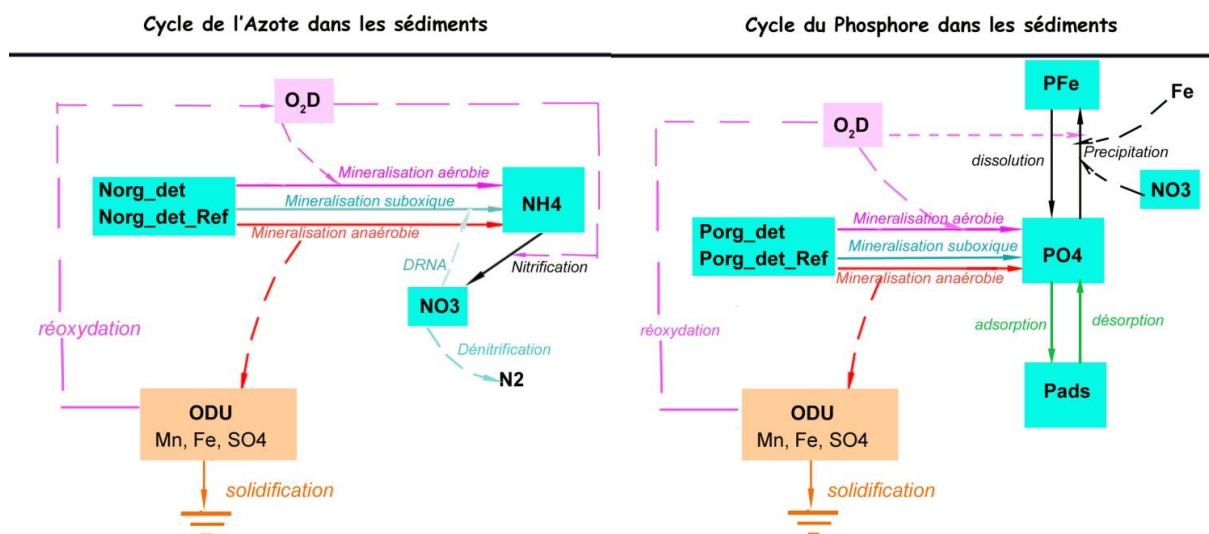 Cycle de l'Azote dans les sédiments
O₂D
Mineralisation aérobie
Norg_det
Norg_det_Ref
Mineralisation suboxique
NH4
Mineralisation anaérobie
DRNA
Nitrification
NO3
réoxydation
Dénitrification
N2
ODU
Mn, Fe, SO4
solidification
Cycle du Phosphore dans les sédiments
PFe
Fe
O₂D
dissolution
Precipitation
NO3
Mineralisation aérobie
Porg_det
Porg_det_Ref
Mineralisation suboxique
PO4
Mineralisation anaérobie
adsorption
désorption
réoxydation
Pads
ODU
Mn, Fe, SO4
solidification